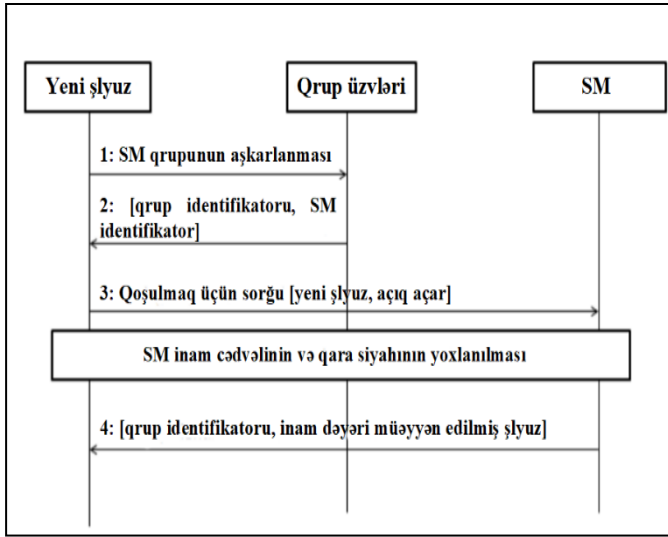 Yeni şlyuz
Qrup üzvləri
SM
1: SM qrupunun aşkarlanması
2: [qrup identifikatoru, SM
identifikator]
3: Qoşulmaq üçün sorğu [yeni şlyuz, açıq açar]
SM inam cədvəlinin və qara siyahının yoxlanılması
4: [qrup identifikatoru, inam dəyəri müəyyən edilmiş şlyuz]